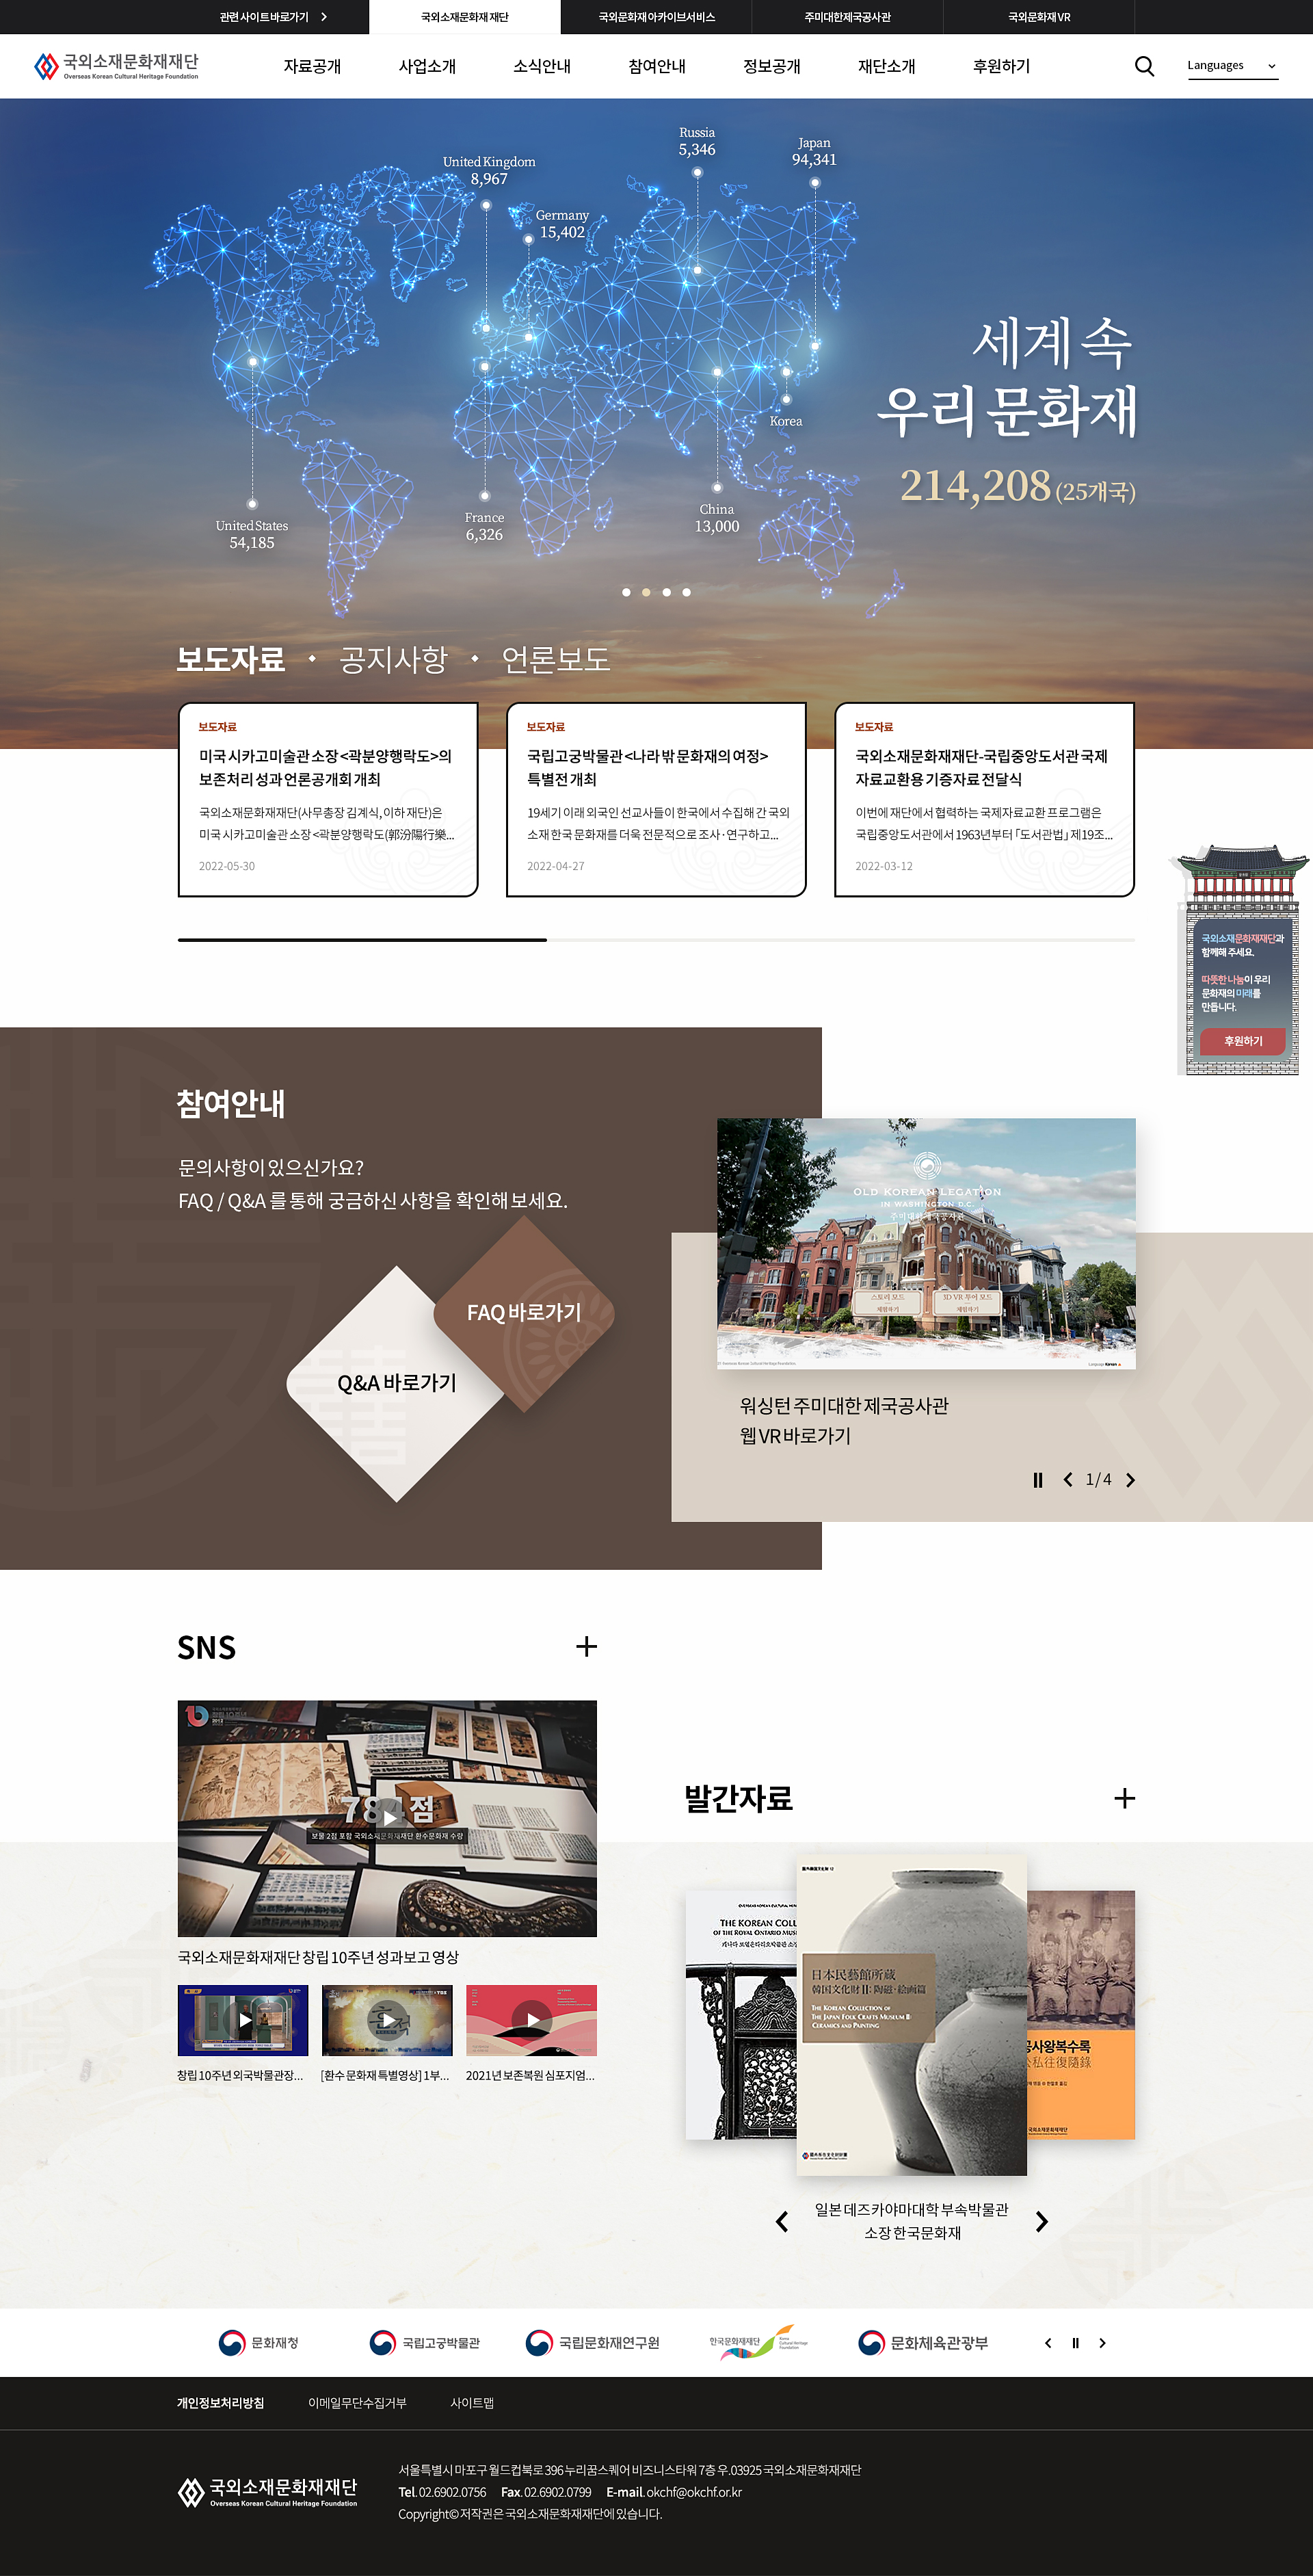 관련 사이트 바로가기
국외소재문화재 재단
국외문화재 아카이브서비스
주미대한제국공사관
국외문화재 VR
국외소재문화재재단
Overseas Korean Cultural Heritage Foundation
자료공개
사업소개
소식안내
참여안내
정보공개
재단소개
후원하기
Languages
Russia
5,346
Japan
94,341
United Kingdom
8,967
Germany
15,402
세계 속
우리 문화재
214,208 (25개국)
Korea
China
13,000
France
6,326
United States
54,185
보도자료
공지사항
언론보도
보도자료
미국 시카고미술관 소장 <곽분양행락도>의
보존처리 성과 언론공개회 개최
국외소재문화재재단(사무총장 김계식, 이하 재단)은
미국 시카고미술관 소장 <곽분양행락도(郭汾陽行樂...
2022-05-30
보도자료
국립고궁박물관 <나라 밖 문화재의 여정>
특별전 개최
19세기 이래 외국인 선교사들이 한국에서 수집해 간 국외
소재 한국 문화재를 더욱 전문적으로 조사·연구하고...
2022-04-27
보도자료
국외소재문화재재단-국립중앙도서관 국제
자료교환용 기증자료 전달식
이번에 재단에서 협력하는 국제자료교환 프로그램은
국립중앙도서관에서 1963년부터 「도서관법」 제19조...
2022-03-12
국외소재문화재재단과
함께해 주세요.
따뜻한 나눔이 우리
문화재의 미래를
만듭니다.
후원하기
참여안내
문의사항이 있으신가요?
FAQ / Q&A 를 통해 궁금하신 사항을 확인해 보세요.
FAQ 바로가기
Q&A 바로가기
OLD KOREAN LEGATION
IN WASHINGTON D.C.
주미대한제국공사관
스토리 모드
체험하기
3D VR 투어 모드
체험하기
워싱턴 주미대한제국공사관
웹 VR 바로가기
1 / 4
SNS
784점
보물 2점 포함 국외소재문화재재단 환수문화재 수량
국외소재문화재재단 창립 10주년 성과보고 영상
창립 10주년 외국박물관장...
[환수 문화재 특별영상] 1부...
2021년 보존복원 심포지엄...
발간자료
THE KOREAN COLL
OF THE ROYAL ONTARIO MUS
日本民藝館所蔵
韓国文化財 II: 陶磁·絵画篇
THE KOREAN COLLECTION OF
THE JAPAN FOLK CRAFTS MUSEUM II:
CERAMICS AND PAINTING
공사왕복수록
公私往復隨錄
국외소재문화재재단
일본 데즈카야마대학 부속박물관
소장 한국문화재
문화재청
국립고궁박물관
국립문화재연구원
한국문화재재단
Korea
Cultural Heritage
Foundation
문화체육관광부
개인정보처리방침
이메일무단수집거부
사이트맵
국외소재문화재재단
Overseas Korean Cultural Heritage Foundation
서울특별시 마포구 월드컵북로 396 누리꿈스퀘어 비즈니스타워 7층 우.03925 국외소재문화재재단
Tel. 02.6902.0756 Fax. 02.6902.0799 E-mail. okchf@okchf.or.kr
Copyright© 저작권은 국외소재문화재재단에 있습니다.